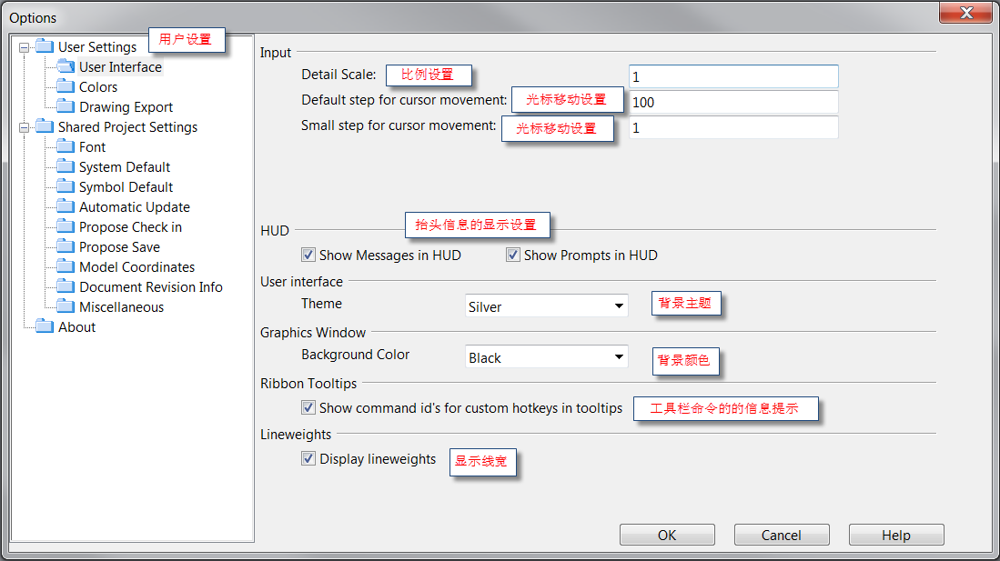 Options
User Settings 用户设置
User Interface
Colors
Drawing Export
Shared Project Settings
Font
System Default
Symbol Default
Automatic Update
Propose Check in
Propose Save
Model Coordinates
Document Revision Info
Miscellaneous
About
Input
Detail Scale: 比例设置 1
Default step for cursor movement: 光标移动设置 100
Small step for cursor movement: 光标移动设置 1
抬头信息的显示设置
HUD
Show Messages in HUD Show Prompts in HUD
User interface
Theme Silver 背景主题
Graphics Window
Background Color Black 背景颜色
Ribbon Tooltips
Show command id's for custom hotkeys in tooltips 工具栏命令的的信息提示
Lineweights
Display lineweights 显示线宽
OK Cancel Help